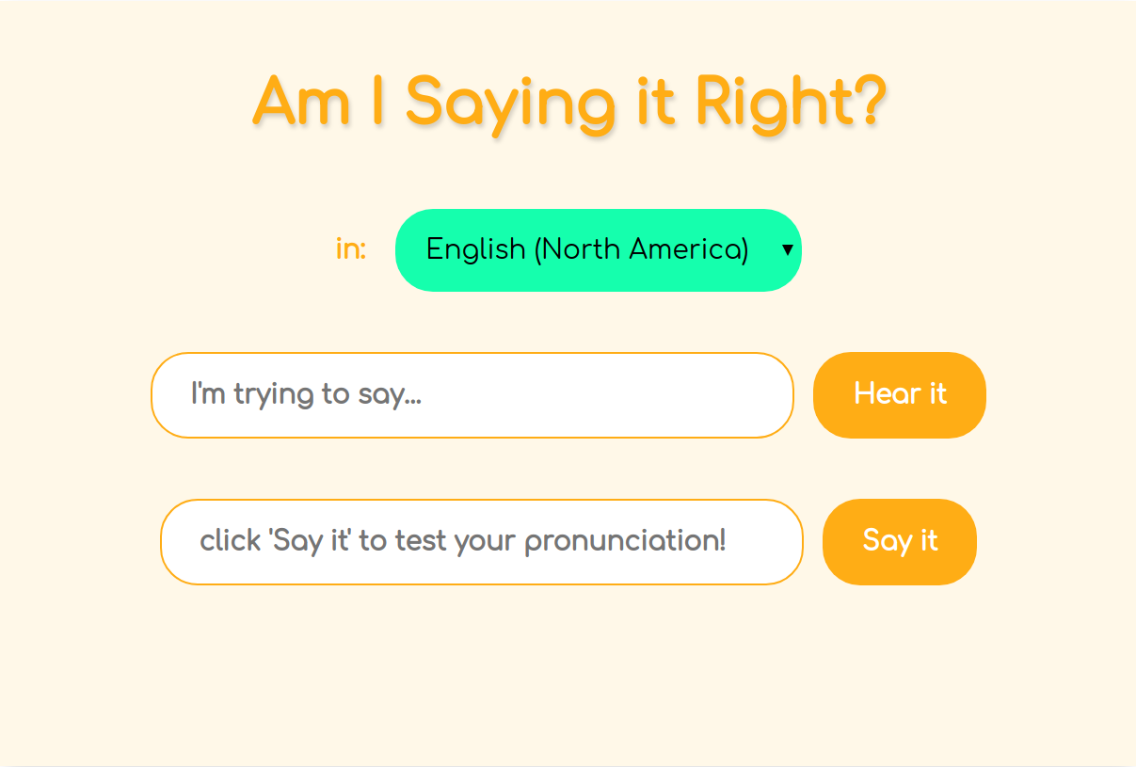 Am I Saying it Right?
in: English (North America)
I'm trying to say... Hear it
click 'Say it' to test your pronunciation! Say it